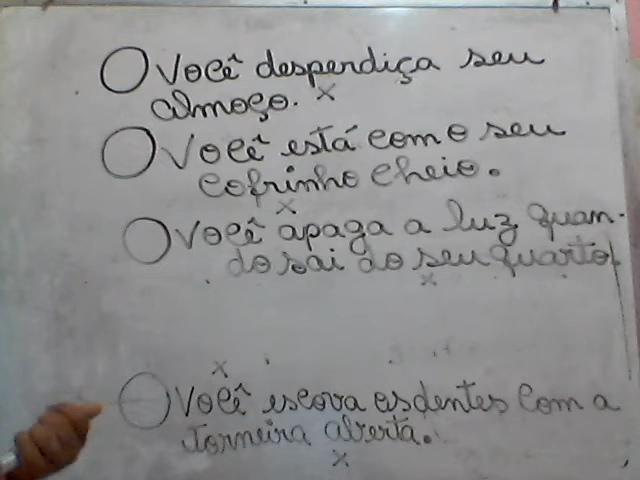 Você desperdiça seu
almoço. x
Você está com o seu
cofrinho cheio.
x
Você apaga a luz quan-
do sai do seu quarto.
x
x
Você escova os dentes com a
torneira aberta.
x